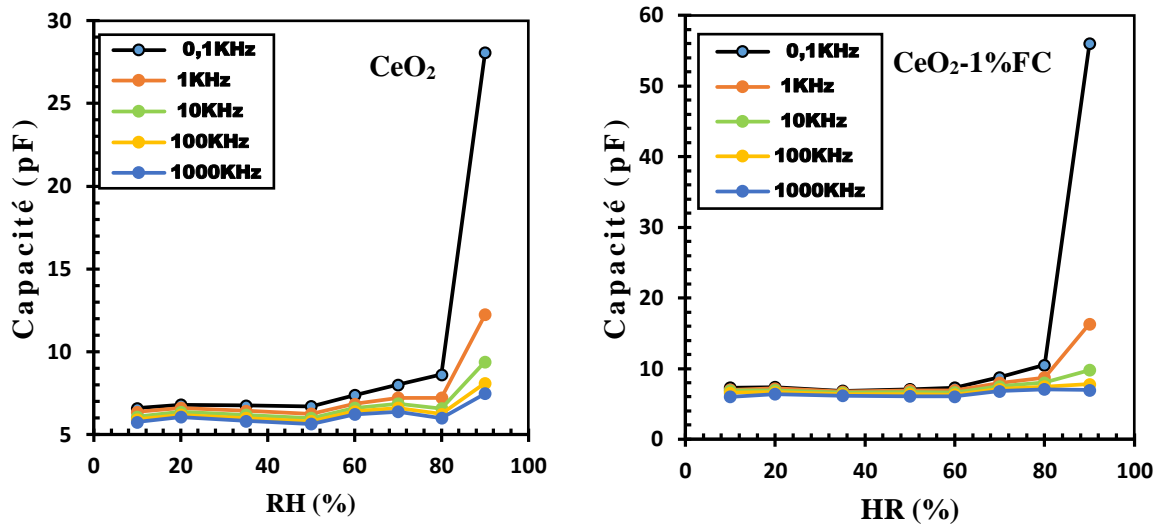 30
25
20
15
10
5
0 20 40 60 80 100
Capacité (pF)
RH (%)
CeO₂
0,1KHz
1KHz
10KHz
100KHz
1000KHz
60
50
40
30
20
10
0
0 20 40 60 80 100
Capacité (pF)
HR (%)
CeO₂-1%FC
0,1KHz
1KHz
10KHz
100KHz
1000KHz